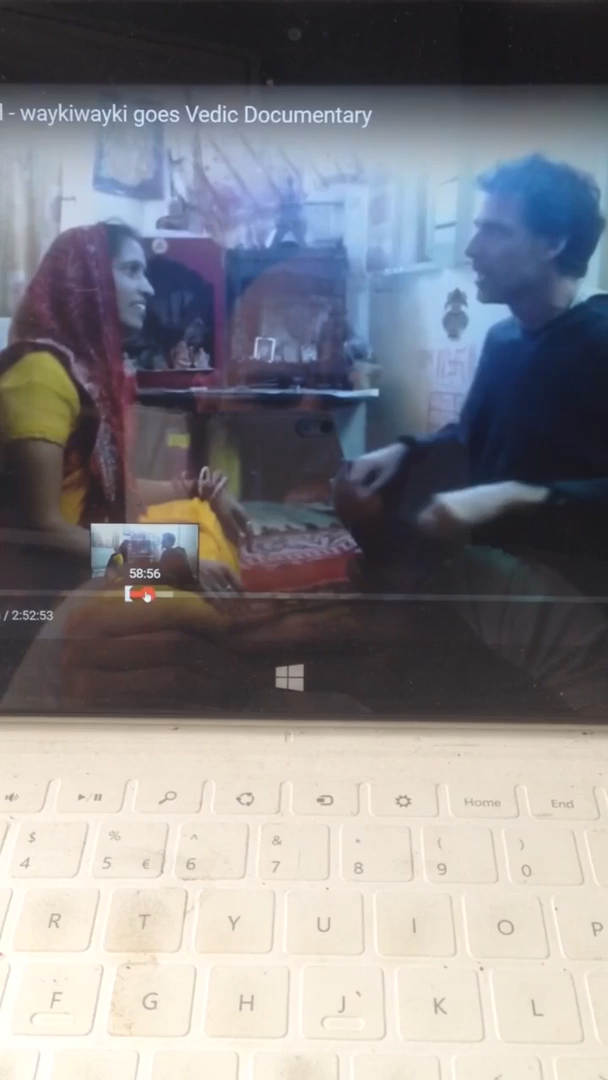 - waykiwayki goes Vedic Documentary
58:56
/ 2:52:53
Home End
$ % ^ & * ( )
4 5 € 6 7 8 9 0
R T Y U I O P
F G H J K L